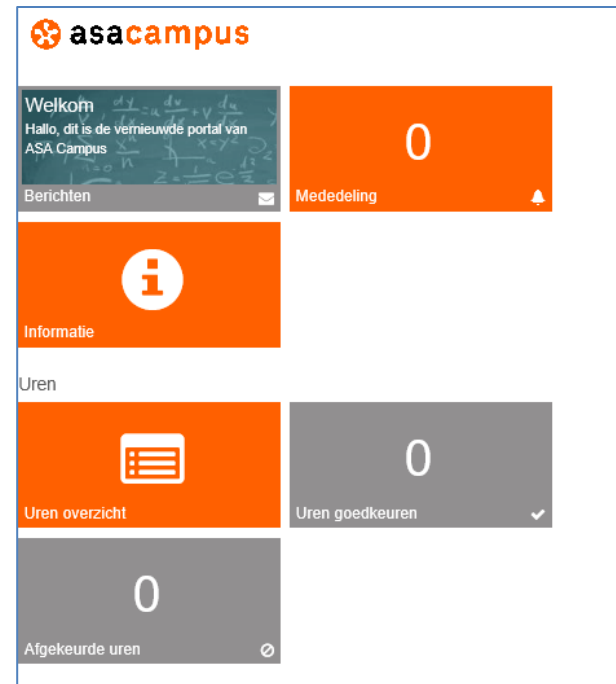 asacampus
Welkom
Hallo, dit is de vernieuwde portal van
ASA Campus
Berichten
0
Mededeling
Informatie
Uren
Uren overzicht
0
Uren goedkeuren
0
Afgekeurde uren